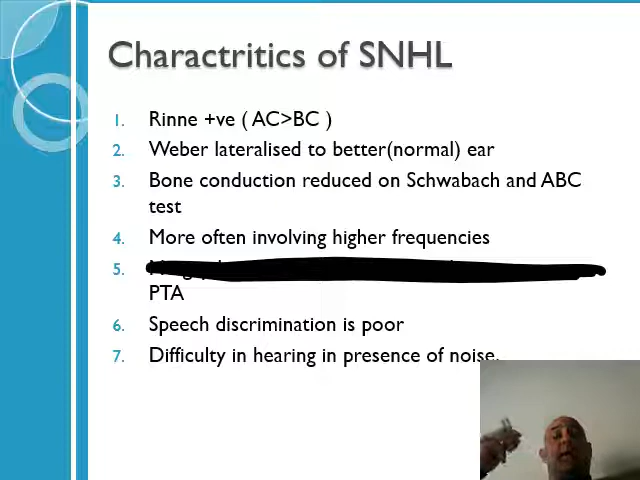 Charactritics of SNHL
1. Rinne +ve ( AC>BC )
2. Weber lateralised to better(normal) ear
3. Bone conduction reduced on Schwabach and ABC
test
4. More often involving higher frequencies
5.
PTA
6. Speech discrimination is poor
7. Difficulty in hearing in presence of noise.